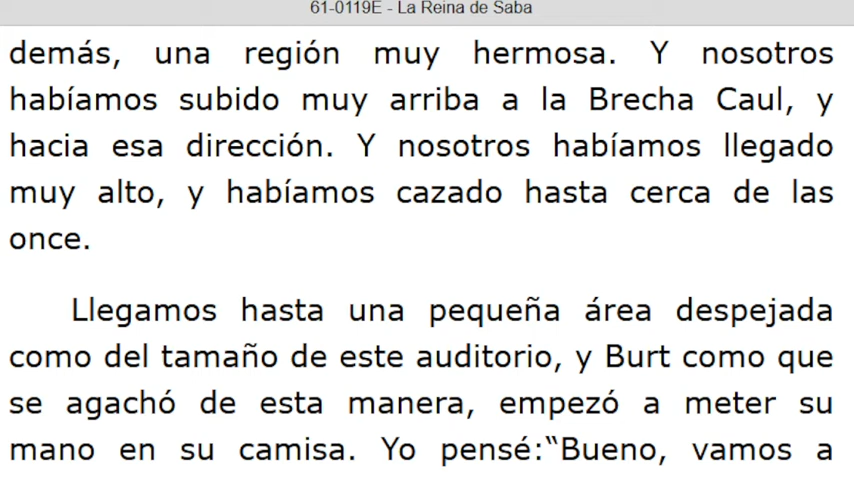 61-0119E - La Reina de Saba
demás, una región muy hermosa. Y nosotros
habíamos subido muy arriba a la Brecha Caul, y
hacia esa dirección. Y nosotros habíamos llegado
muy alto, y habíamos cazado hasta cerca de las
once.
Llegamos hasta una pequeña área despejada
como del tamaño de este auditorio, y Burt como que
se agachó de esta manera, empezó a meter su
mano en su camisa. Yo pensé:“Bueno, vamos a